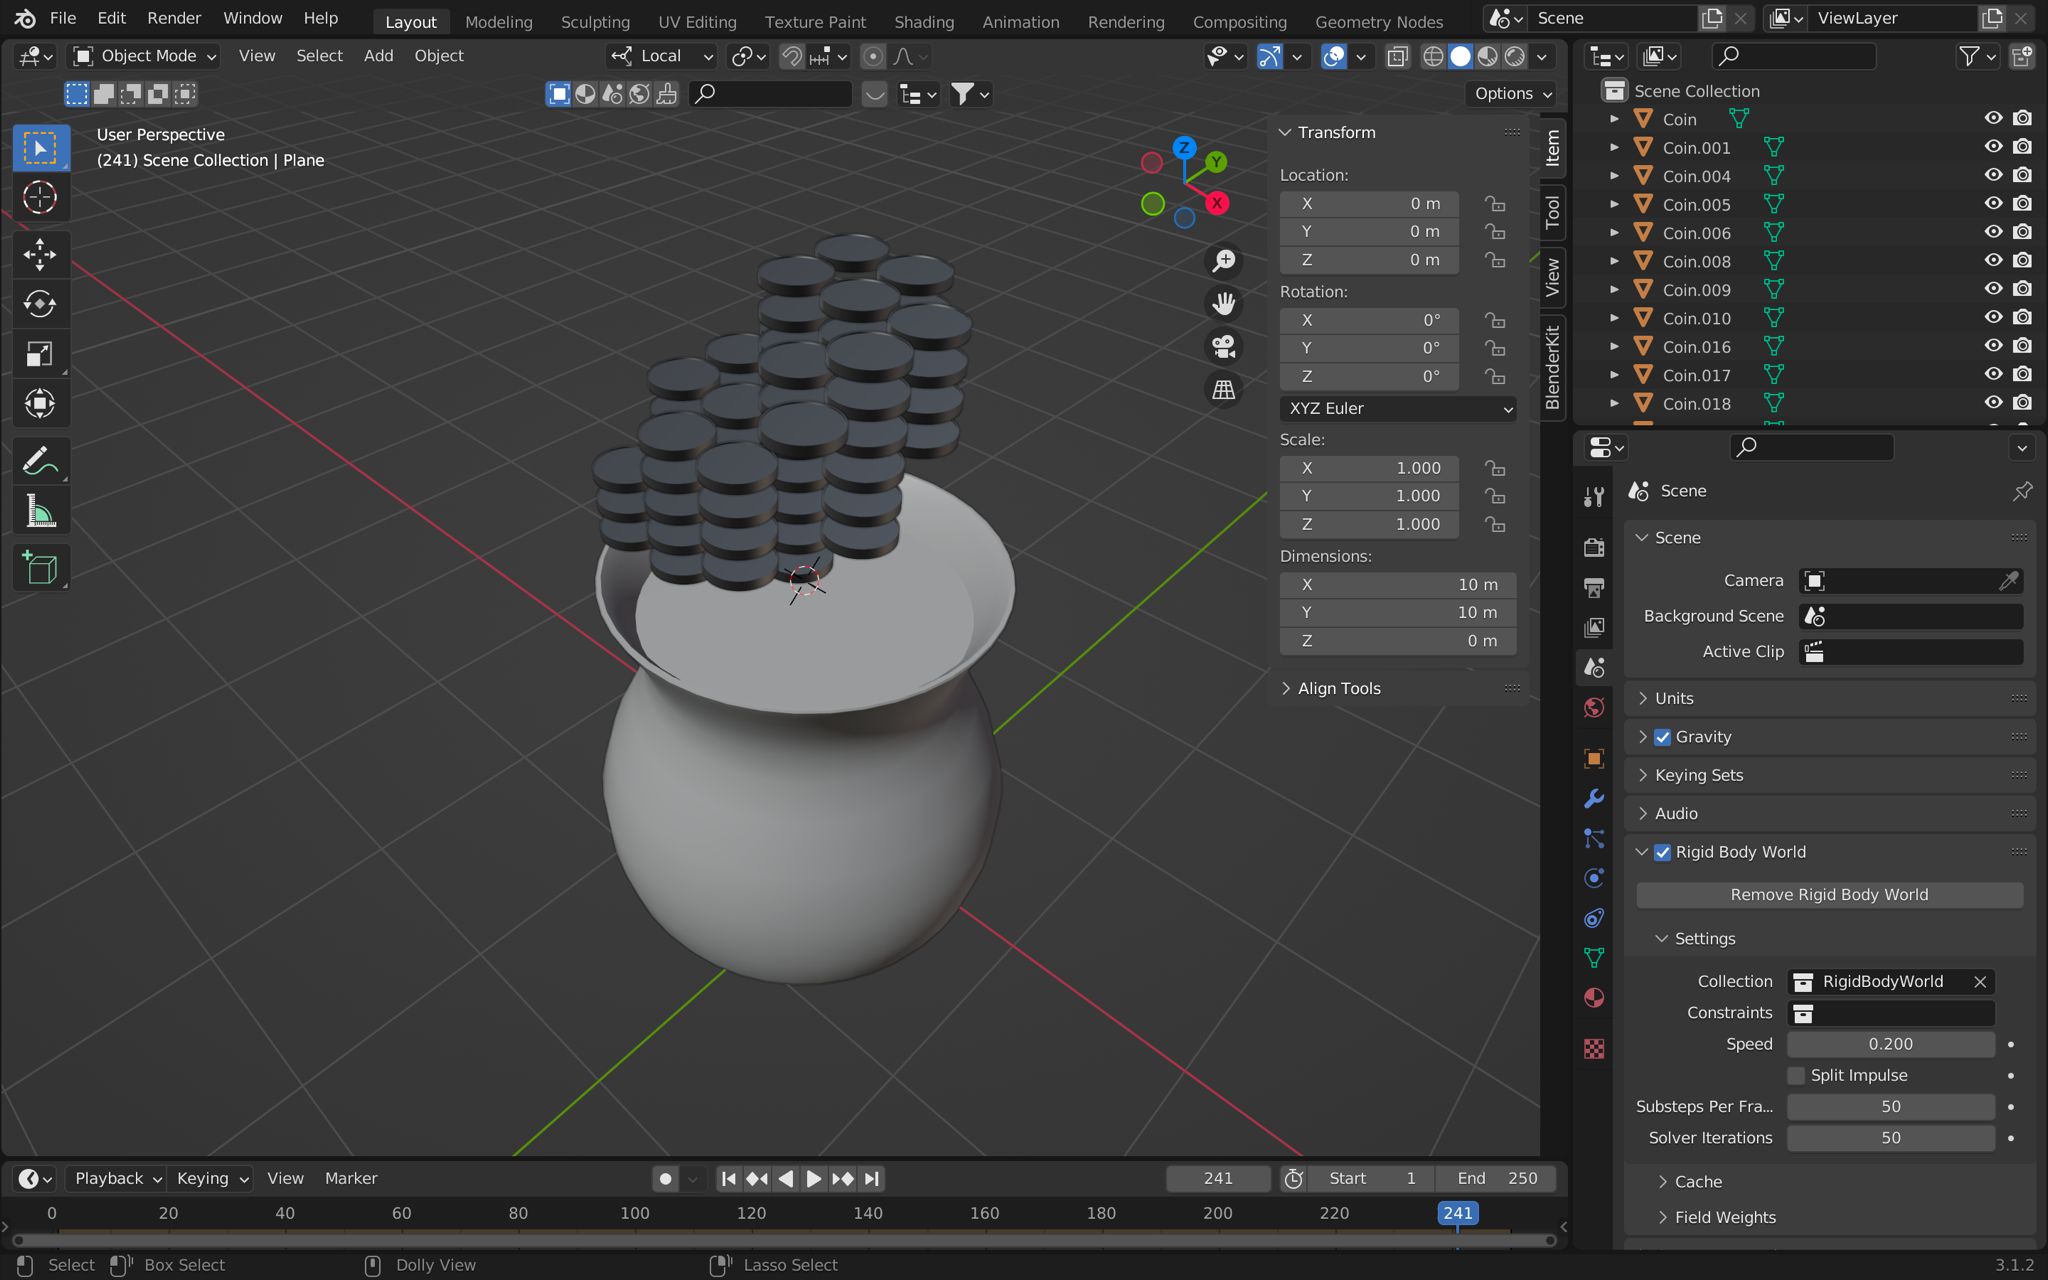 File Edit Render Window Help Layout Modeling Sculpting UV Editing Texture Paint Shading Animation Rendering Compositing Geometry Nodes Scene ViewLayer
Object Mode View Select Add Object Local
Options
User Perspective
(241) Scene Collection | Plane
Z
Y
X
Transform
Location:
X 0 m
Y 0 m
Z 0 m
Rotation:
X 0°
Y 0°
Z 0°
XYZ Euler
Scale:
X 1.000
Y 1.000
Z 1.000
Dimensions:
X 10 m
Y 10 m
Z 0 m
Align Tools
Item
Tool
View
BlenderKit
Scene Collection
Coin
Coin.001
Coin.004
Coin.005
Coin.006
Coin.008
Coin.009
Coin.010
Coin.016
Coin.017
Coin.018
Scene
Scene
Camera
Background Scene
Active Clip
Units
Gravity
Keying Sets
Audio
Rigid Body World
Remove Rigid Body World
Settings
Collection RigidBodyWorld
Constraints
Speed 0.200
Split Impulse
Substeps Per Fra... 50
Solver Iterations 50
Cache
Field Weights
Playback Keying View Marker 241 Start 1 End 250
0 20 40 60 80 100 120 140 160 180 200 220 241
Select Box Select Dolly View Lasso Select 3.1.2